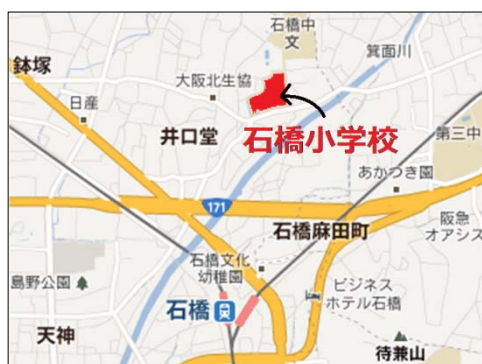 石橋中
文
箕面川
鉢塚
大阪北生協
日産
井口堂
石橋小学校
第三中
あかつき園
171
石橋麻田町
阪急
オアシス
石橋文化
幼稚園
島野公園
ビジネス
ホテル石橋
石橋
天神
待兼山